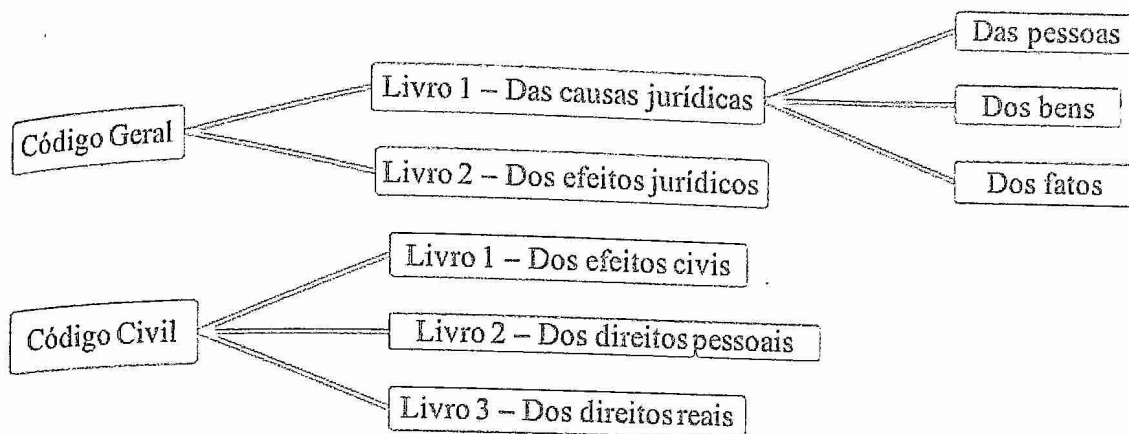 Código Geral
Livro 1 – Das causas jurídicas
Das pessoas
Dos bens
Dos fatos
Livro 2 – Dos efeitos jurídicos
Código Civil
Livro 1 – Dos efeitos civis
Livro 2 – Dos direitos pessoais
Livro 3 – Dos direitos reais